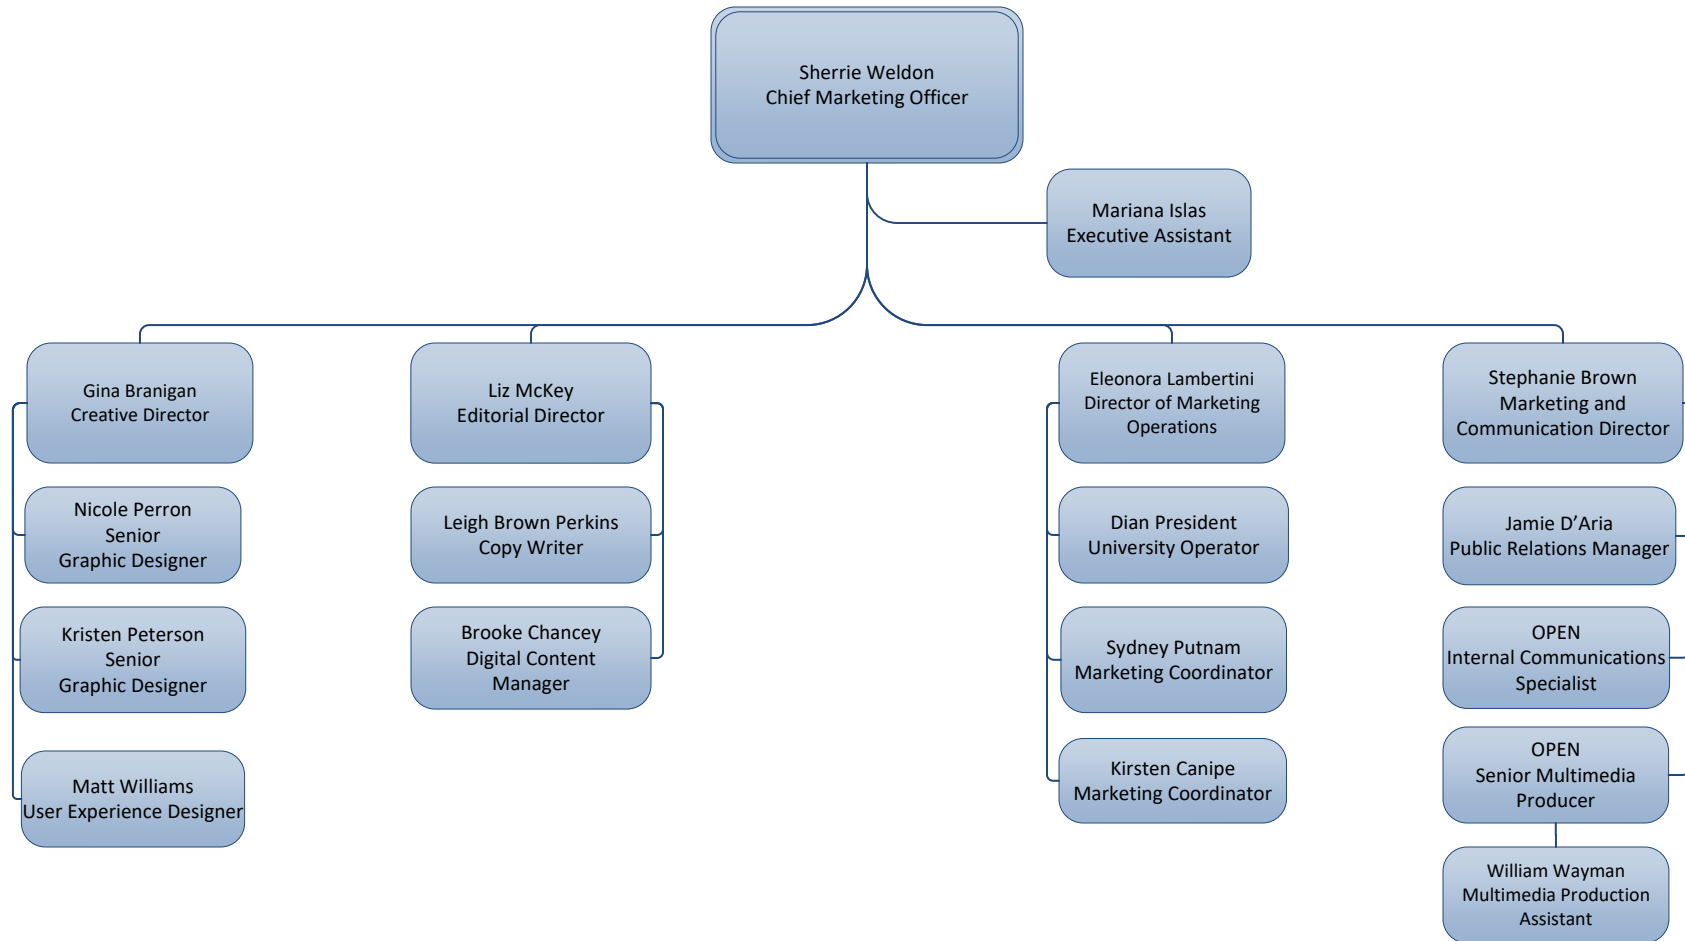 Sherrie Weldon
Chief Marketing Officer
Mariana Islas
Executive Assistant
Gina Branigan
Creative Director
Nicole Perron
Senior
Graphic Designer
Kristen Peterson
Senior
Graphic Designer
Matt Williams
User Experience Designer
Liz McKey
Editorial Director
Leigh Brown Perkins
Copy Writer
Brooke Chancey
Digital Content
Manager
Eleonora Lambertini
Director of Marketing
Operations
Dian President
University Operator
Sydney Putnam
Marketing Coordinator
Kirsten Canipe
Marketing Coordinator
Stephanie Brown
Marketing and
Communication Director
Jamie D’Aria
Public Relations Manager
OPEN
Internal Communications
Specialist
OPEN
Senior Multimedia
Producer
William Wayman
Multimedia Production
Assistant